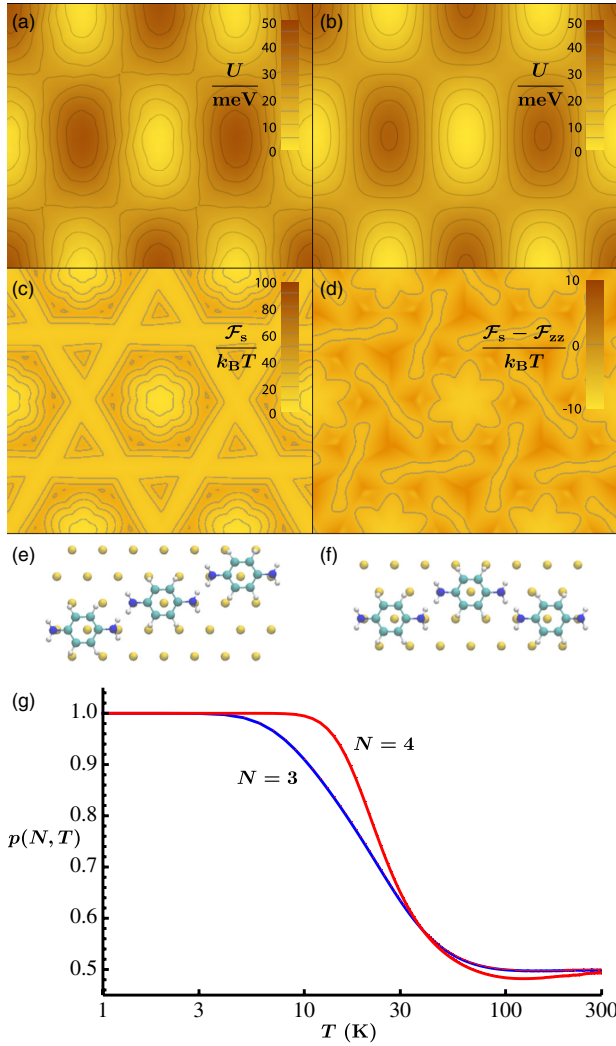 (a)
50
40
30
20
10
0
U
meV
(b)
50
40
30
20
10
0
U
meV
(c)
100
80
60
40
20
0
ℱs
kBT
(d)
10
0
-10
ℱs − ℱzz
kBT
(e)
(f)
(g)
1.0
0.9
0.8
0.7
0.6
0.5
p(N, T)
N = 4
N = 3
1
3
10
30
100
300
T (K)